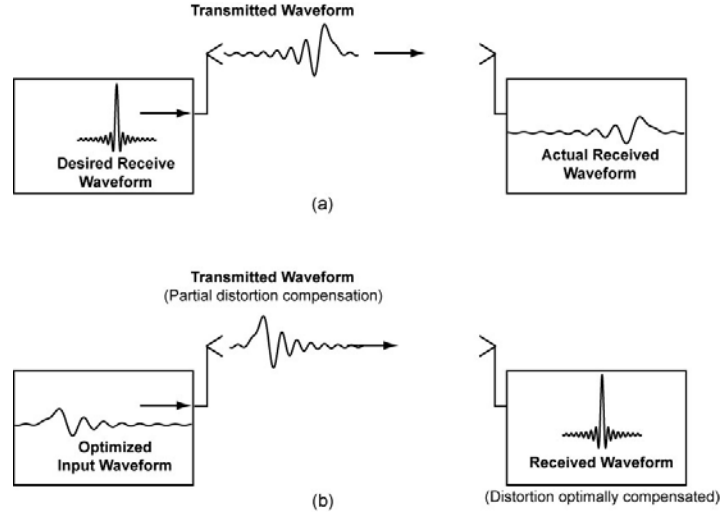 Transmitted Waveform
Desired Receive
Waveform
Actual Received
Waveform
(a)
Transmitted Waveform
(Partial distortion compensation)
Optimized
Input Waveform
Received Waveform
(Distortion optimally compensated)
(b)